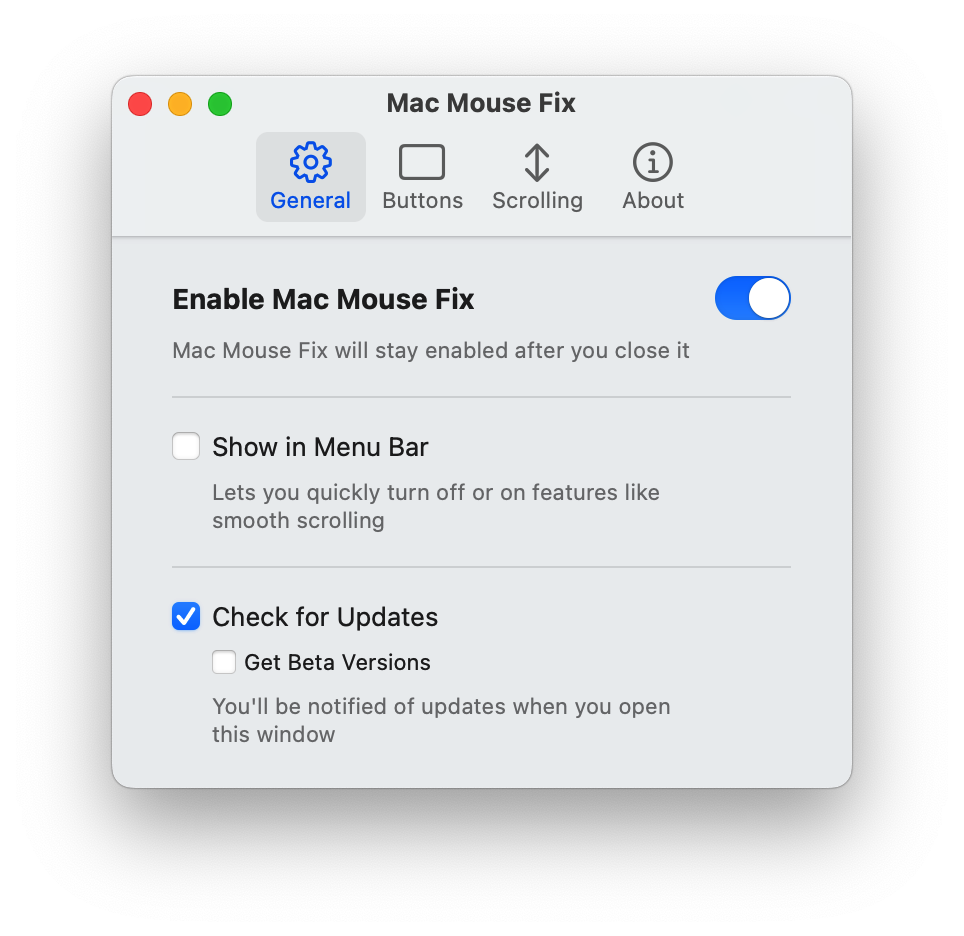 Mac Mouse Fix
General
Buttons
Scrolling
About
Enable Mac Mouse Fix
Mac Mouse Fix will stay enabled after you close it
Show in Menu Bar
Lets you quickly turn off or on features like
smooth scrolling
Check for Updates
Get Beta Versions
You'll be notified of updates when you open
this window